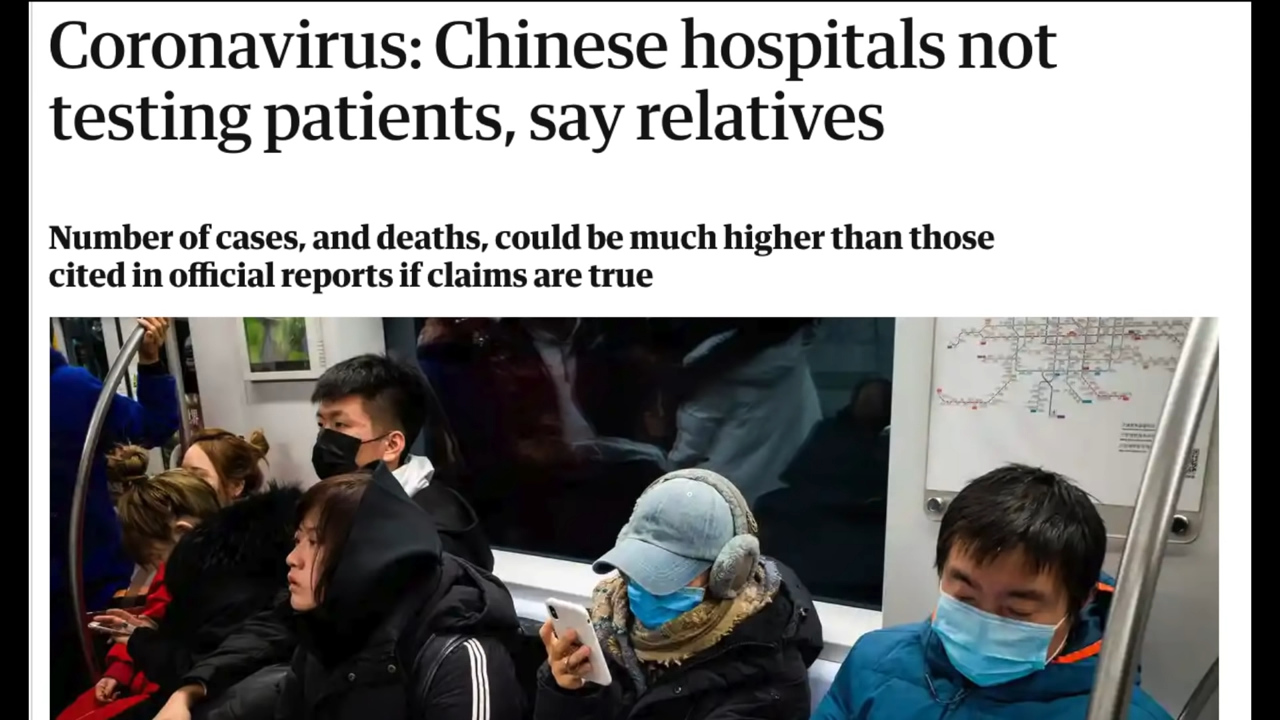 Coronavirus: Chinese hospitals not
testing patients, say relatives
Number of cases, and deaths, could be much higher than those
cited in official reports if claims are true